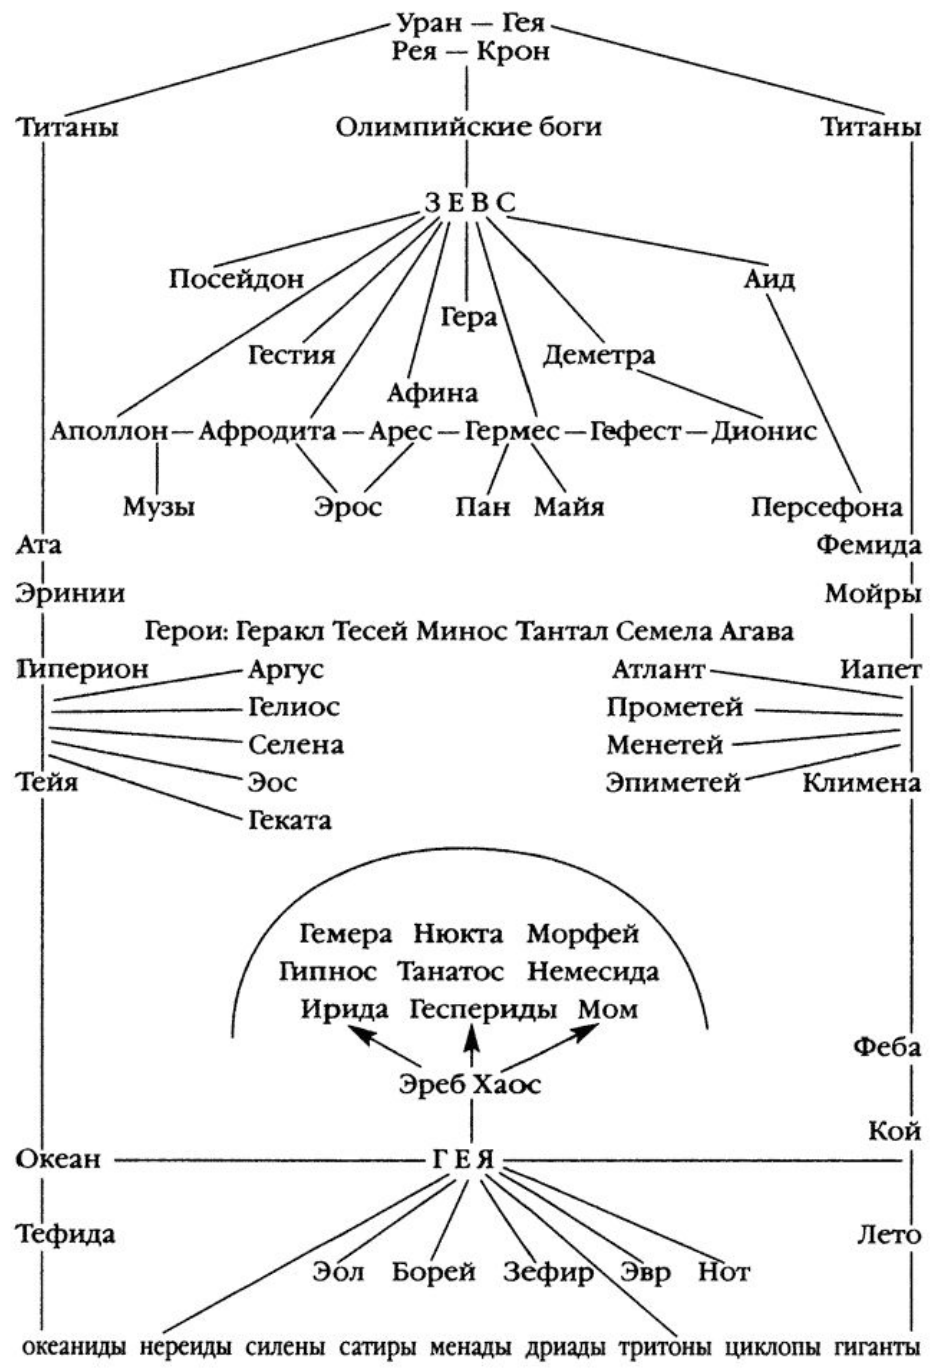 Уран — Гея
Рея — Крон
Титаны Олимпийские боги Титаны
ЗЕВС
Посейдон Аид
Гера
Гестия Деметра
Афина
Аполлон — Афродита — Арес — Гермес — Гефест — Дионис
Музы Эрос Пан Майя Персефона
Ата Фемида
Эринии Мойры
Герои: Геракл Тесей Минос Тантал Семела Агава
Гиперион Аргус Атлант Иапет
Гелиос Прометей
Селена Менетей
Тейя Эос Эпиметей Климена
Геката
Гемера Нюкта Морфей
Гипнос Танатос Немесида
Ирида Геспериды Мом
Феба
Эреб Хаос
Кой
Океан ГЕЯ
Тефида Лето
Эол Борей Зефир Эвр Нот
океаниды нереиды силены сатиры менады дриады тритоны циклопы гиганты